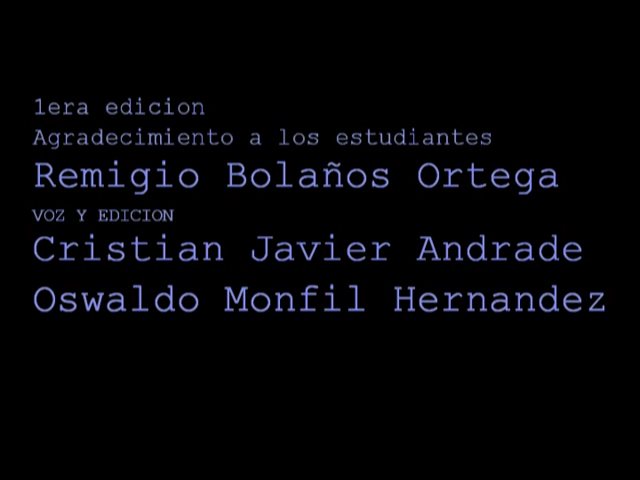 1era edicion
Agradecimiento a los estudiantes
Remigio Bolaños Ortega
VOZ Y EDICION
Cristian Javier Andrade
Oswaldo Monfil Hernandez